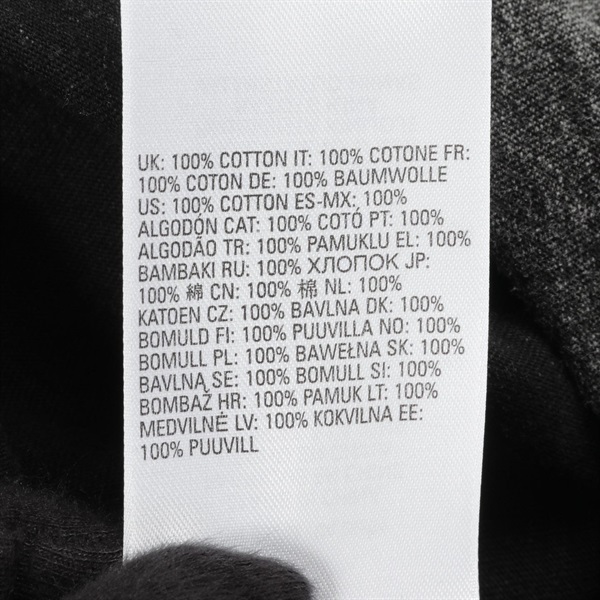 UK: 100% COTTON IT: 100% COTONE FR:
100% COTON DE: 100% BAUMWOLLE
US: 100% COTTON ES-MX: 100%
ALGODÓN CAT: 100% COTÓ PT: 100%
ALGODÃO TR: 100% PAMUKLU EL: 100%
BAMBAKI RU: 100% ХЛОПОК JP:
100% 綿 CN: 100% 棉 NL: 100%
KATOEN CZ: 100% BAVLNA DK: 100%
BOMULD FI: 100% PUUVILLA NO: 100%
BOMULL PL: 100% BAWEŁNA SK: 100%
BAVLNA SE: 100% BOMULL SI: 100%
BOMBAŽ HR: 100% PAMUK LT: 100%
MEDVILNĖ LV: 100% KOKVILNA EE:
100% PUUVILL